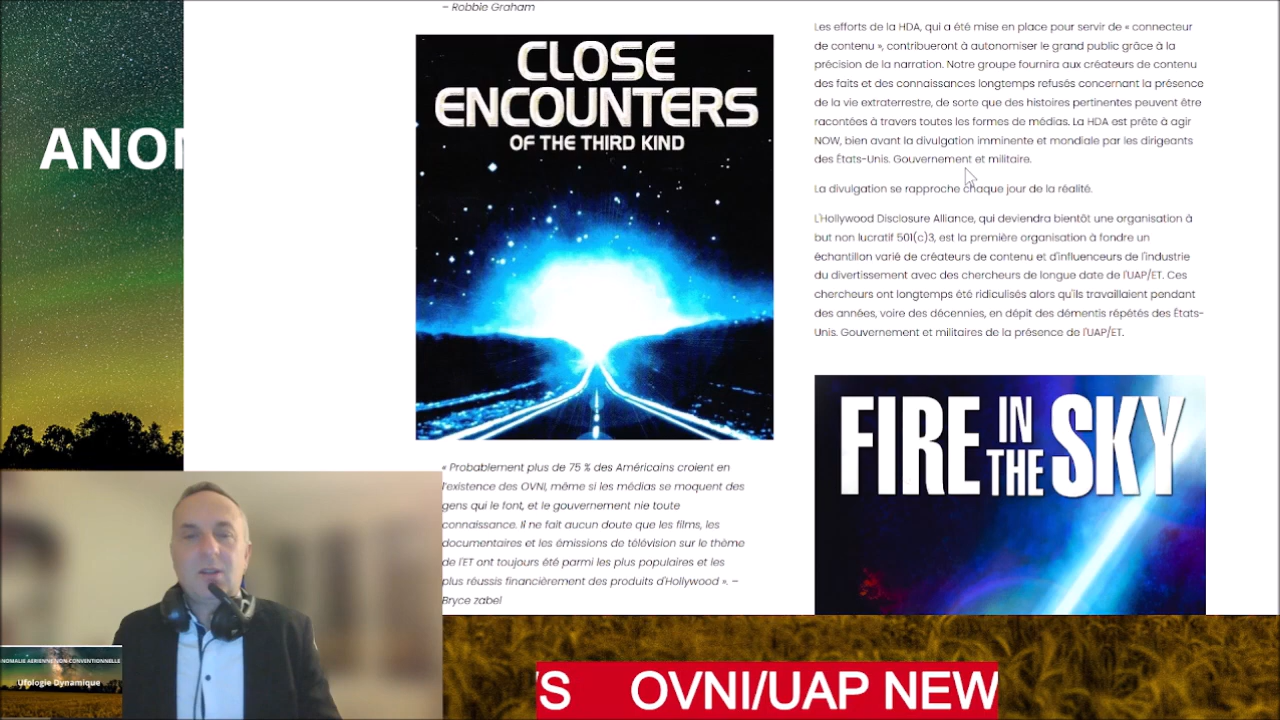 – Robbie Graham
CLOSE
ENCOUNTERS
OF THE THIRD KIND
« Probablement plus de 75 % des Américains croient en
l'existence des OVNI, même si les médias se moquent des
gens qui le font, et le gouvernement nie toute
connaissance. Il ne fait aucun doute que les films, les
documentaires et les émissions de télévision sur le thème
de l'ET ont toujours été parmi les plus populaires et les
plus réussis financièrement des produits d'Hollywood ». –
Bryce zabel
Les efforts de la HDA, qui a été mise en place pour servir de « connecteur
de contenu », contribueront à autonomiser le grand public grâce à la
précision de la narration. Notre groupe fournira aux créateurs de contenu
des faits et des connaissances longtemps refusés concernant la présence
de la vie extraterrestre, de sorte que des histoires pertinentes peuvent être
racontées à travers toutes les formes de médias. La HDA est prête à agir
NOW, bien avant la divulgation imminente et mondiale par les dirigeants
des États-Unis. Gouvernement et militaire.
La divulgation se rapproche chaque jour de la réalité.
L'Hollywood Disclosure Alliance, qui deviendra bientôt une organisation à
but non lucratif 501(c)3, est la première organisation à fondre un
échantillon varié de créateurs de contenu et d'influenceurs de l'industrie
du divertissement avec des chercheurs de longue date de l'UAP/ET. Ces
chercheurs ont longtemps été ridiculisés alors qu'ils travaillaient pendant
des années, voire des décennies, en dépit des démentis répétés des États-
Unis. Gouvernement et militaires de la présence de l'UAP/ET.
FIRE IN THE SKY
ANO
NOMALIE AERIENNE NON-CONVENTIONNELLE
Ufologie Dynamique
S OVNI/UAP NEW